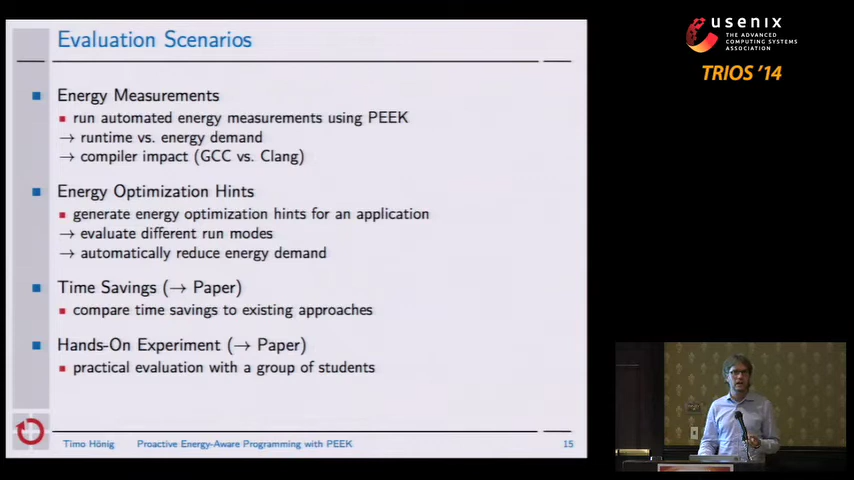 Evaluation Scenarios
Energy Measurements
run automated energy measurements using PEEK
→ runtime vs. energy demand
→ compiler impact (GCC vs. Clang)
Energy Optimization Hints
generate energy optimization hints for an application
→ evaluate different run modes
→ automatically reduce energy demand
Time Savings (→ Paper)
compare time savings to existing approaches
Hands-On Experiment (→ Paper)
practical evaluation with a group of students
Timo Hönig Proactive Energy-Aware Programming with PEEK 15
usenix
THE ADVANCED
COMPUTING SYSTEMS
ASSOCIATION
TRIOS '14